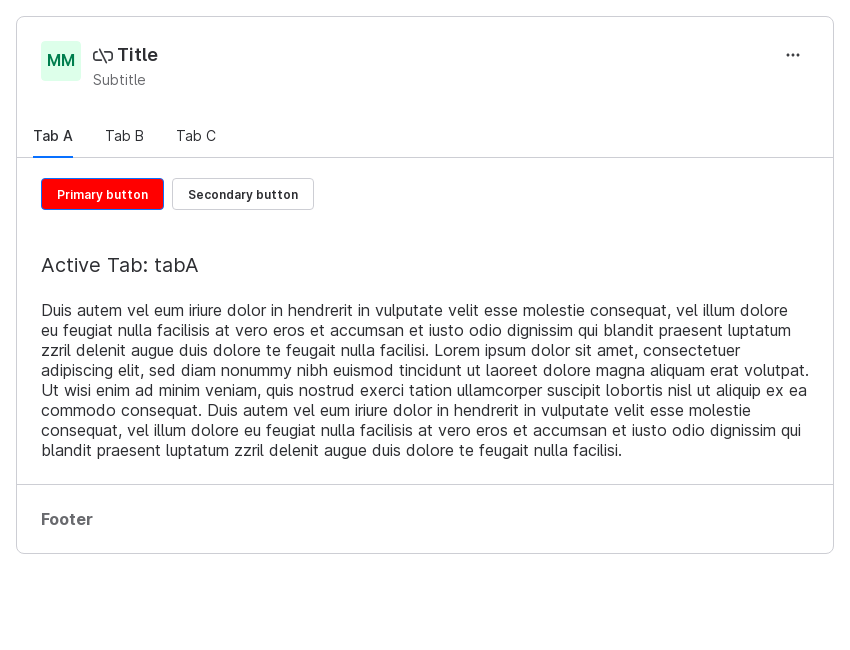 MM
Title
Subtitle
Tab A Tab B Tab C
Primary button Secondary button
Active Tab: tabA
Duis autem vel eum iriure dolor in hendrerit in vulputate velit esse molestie consequat, vel illum dolore
eu feugiat nulla facilisis at vero eros et accumsan et iusto odio dignissim qui blandit praesent luptatum
zzril delenit augue duis dolore te feugait nulla facilisi. Lorem ipsum dolor sit amet, consectetuer
adipiscing elit, sed diam nonummy nibh euismod tincidunt ut laoreet dolore magna aliquam erat volutpat.
Ut wisi enim ad minim veniam, quis nostrud exerci tation ullamcorper suscipit lobortis nisl ut aliquip ex ea
commodo consequat. Duis autem vel eum iriure dolor in hendrerit in vulputate velit esse molestie
consequat, vel illum dolore eu feugiat nulla facilisis at vero eros et accumsan et iusto odio dignissim qui
blandit praesent luptatum zzril delenit augue duis dolore te feugait nulla facilisi.
Footer